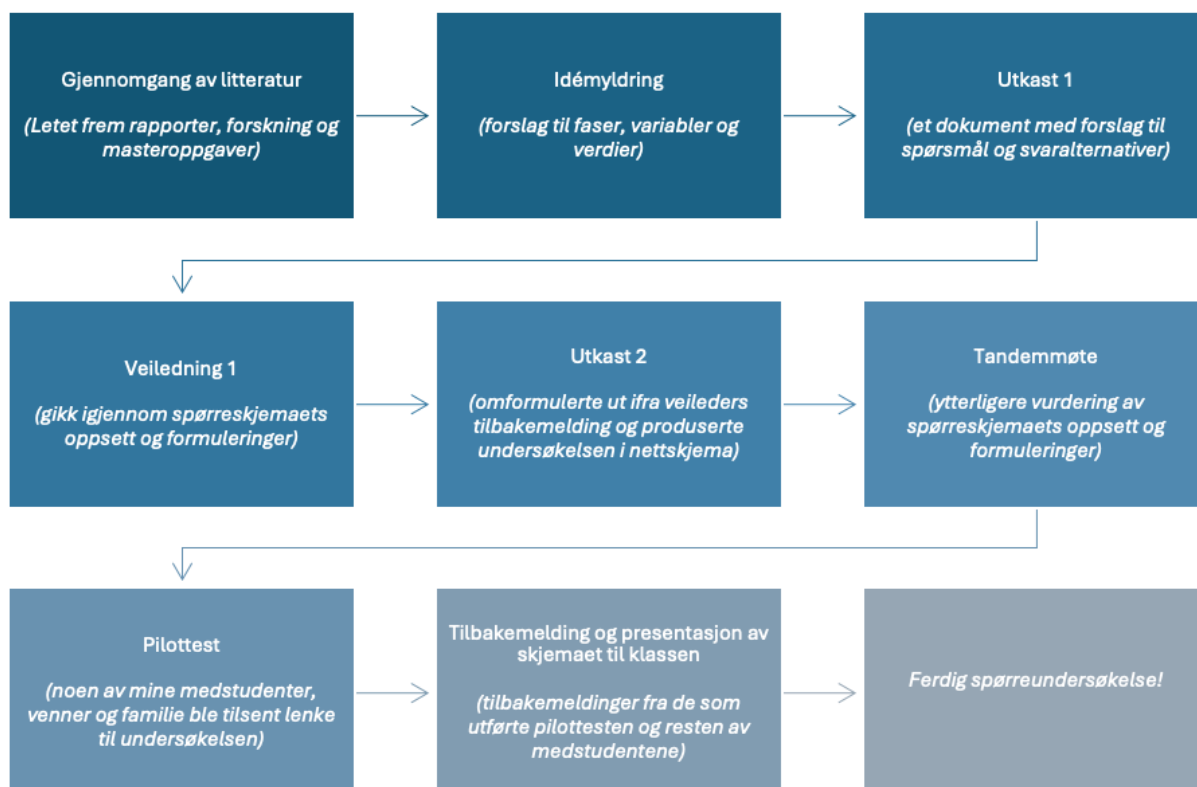 Gjennomgang av litteratur
(Letet frem rapporter, forskning og
masteroppgaver)
Idémyldring
(forslag til faser, variabler og
verdier)
Utkast 1
(et dokument med forslag til
spørsmål og svaralternativer)
Veiledning 1
(gikk igjennom spørreskjemaets
oppsett og formuleringer)
Utkast 2
(omformulerte ut ifra veileders
tilbakemelding og produserte
undersøkelsen i nettskjema)
Tandemmøte
(ytterligere vurdering av
spørreskjemaets oppsett og
formuleringer)
Pilottest
(noen av mine medstudenter,
venner og familie ble tilsent lenke
til undersøkelsen)
Tilbakemelding og presentasjon av
skjemaet til klassen
(tilbakemeldinger fra de som
utførte pilottesten og resten av
medstudentene)
Ferdig spørreundersøkelse!